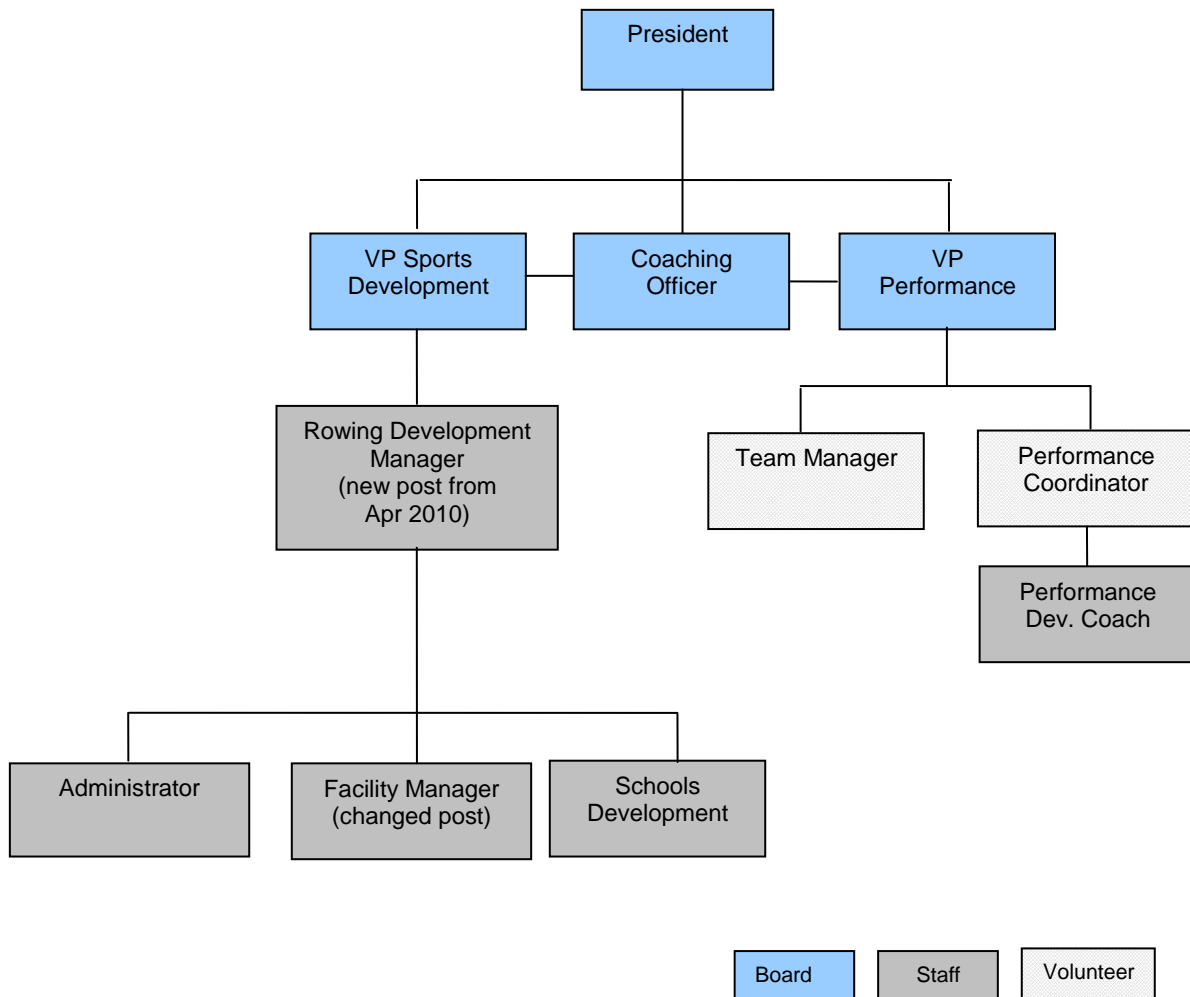 President
VP Sports
Development
Coaching
Officer
VP
Performance
Rowing Development
Manager
(new post from
Apr 2010)
Team Manager
Performance
Coordinator
Performance
Dev. Coach
Administrator
Facility Manager
(changed post)
Schools
Development
Board
Staff
Volunteer